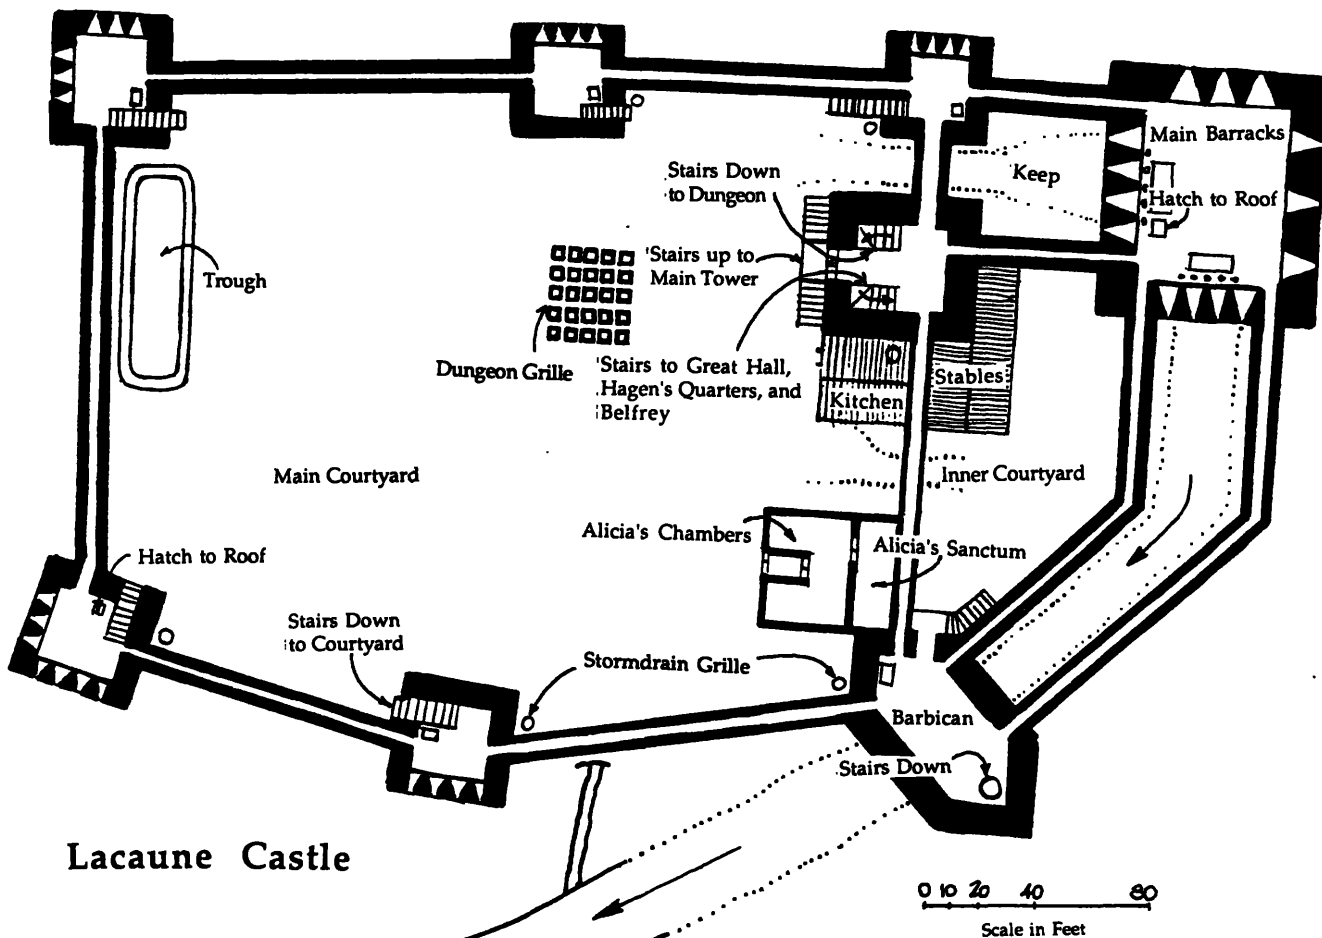 Main Barracks
Stairs Down
to Dungeon
Keep
Hatch to Roof
Stairs up to
Main Tower
Trough
Dungeon Grille
Stairs to Great Hall,
Hagen's Quarters, and
Belfrey
Stables
Kitchen
Main Courtyard
Inner Courtyard
Alicia's Chambers
Alicia's Sanctum
Hatch to Roof
Stairs Down
to Courtyard
Stormdrain Grille
Barbican
Stairs Down
Lacaune Castle
0 10 20 40 80
Scale in Feet